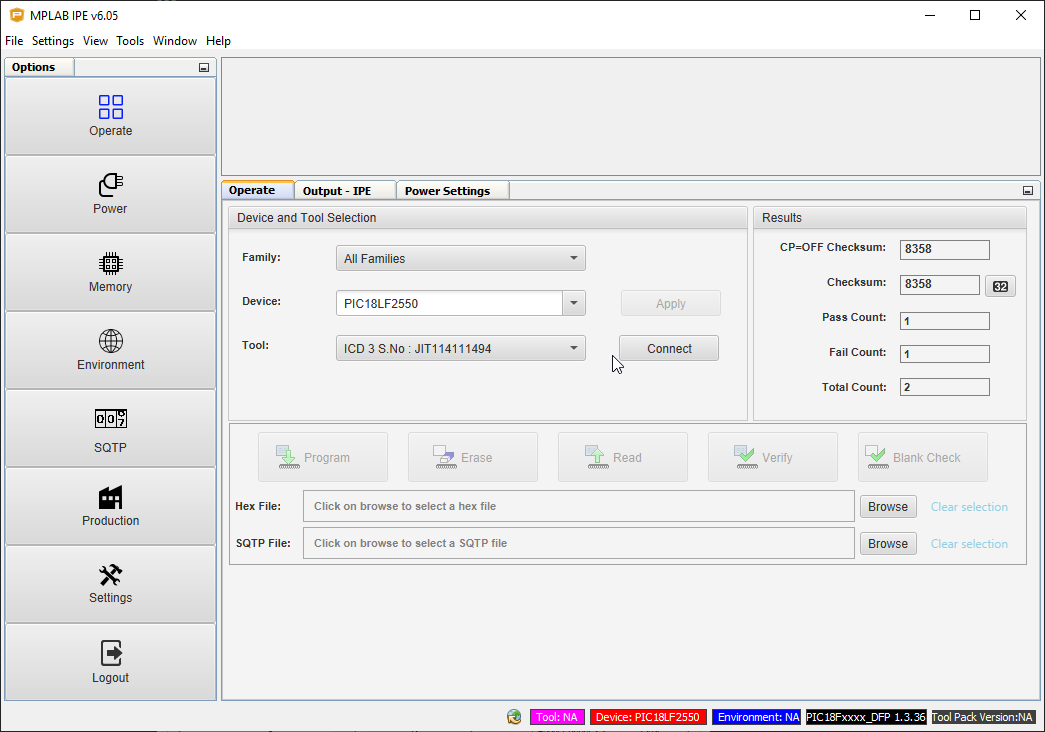 MPLAB IPE v6.05
File Settings View Tools Window Help
Options
Operate
Power
Memory
Environment
007
SQTP
Production
Settings
Logout
Operate Output - IPE Power Settings
Device and Tool Selection
Family: All Families
Device: PIC18LF2550 Apply
Tool: ICD 3 S.No : JIT114111494 Connect
Results
CP=OFF Checksum: 8358
Checksum: 8358 32
Pass Count: 1
Fail Count: 1
Total Count: 2
Program Erase Read Verify Blank Check
Hex File: Click on browse to select a hex file Browse Clear selection
SQTP File: Click on browse to select a SQTP file Browse Clear selection
Tool: NA Device: PIC18LF2550 Environment: NA PIC18Fxxxx_DFP 1.3.36 Tool Pack Version:NA